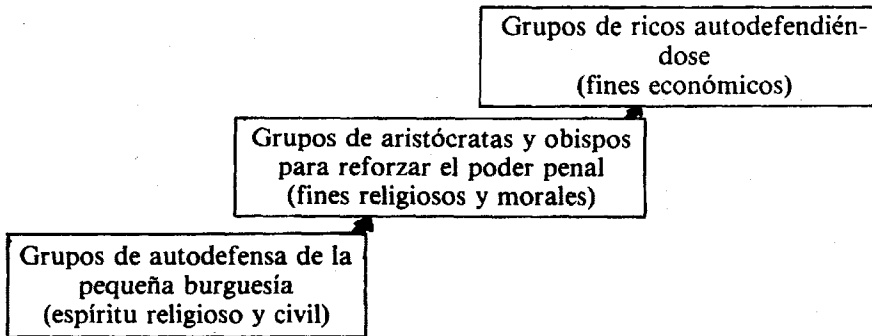 Grupos de ricos autodefendién-
dose
(fines económicos)
Grupos de aristócratas y obispos
para reforzar el poder penal
(fines religiosos y morales)
Grupos de autodefensa de la
pequeña burguesía
(espíritu religioso y civil)